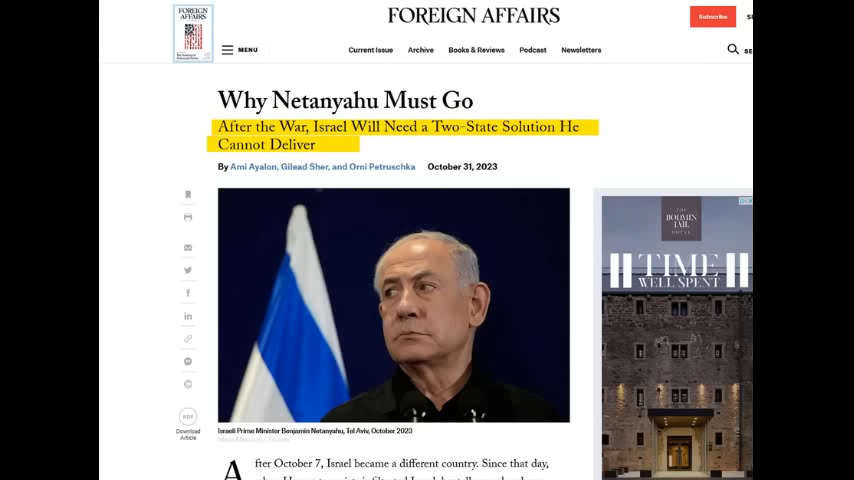 FOREIGN AFFAIRS
FOREIGN AFFAIRS
Subscribe
MENU
Current Issue Archive Books & Reviews Podcast Newsletters
Why Netanyahu Must Go
After the War, Israel Will Need a Two-State Solution He
Cannot Deliver
By Ami Ayalon, Gilead Sher, and Orni Petruschka October 31, 2023
THE
BODMIN
JAIL
HOTEL
TIME
WELL SPENT
PDF
Download
Article
Israeli Prime Minister Benjamin Netanyahu, Tel Aviv, October 2023
After October 7, Israel became a different country. Since that day,